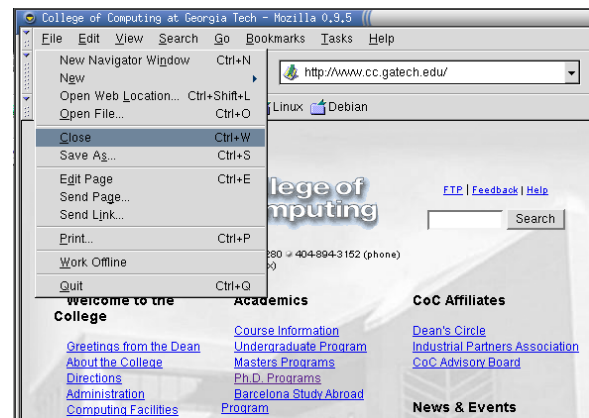 College of Computing at Georgia Tech - Mozilla 0.9.5
File Edit View Search Go Bookmarks Tasks Help
New Navigator Window Ctrl+N
New
Open Web Location... Ctrl+Shift+L
Open File... Ctrl+O
Close Ctrl+W
Save As... Ctrl+S
Edit Page Ctrl+E
Send Page...
Send Link...
Print... Ctrl+P
Work Offline
Quit Ctrl+Q
http://www.cc.gatech.edu/
Linux Debian
lege of
mputing
FTP | Feedback | Help
Search
280 404-894-3152 (phone)
x)
Welcome to the College
Greetings from the Dean
About the College
Directions
Administration
Computing Facilities
Academics
Course Information
Undergraduate Program
Masters Programs
Ph.D. Programs
Barcelona Study Abroad
Program
CoC Affiliates
Dean's Circle
Industrial Partners Association
CoC Advisory Board
News & Events